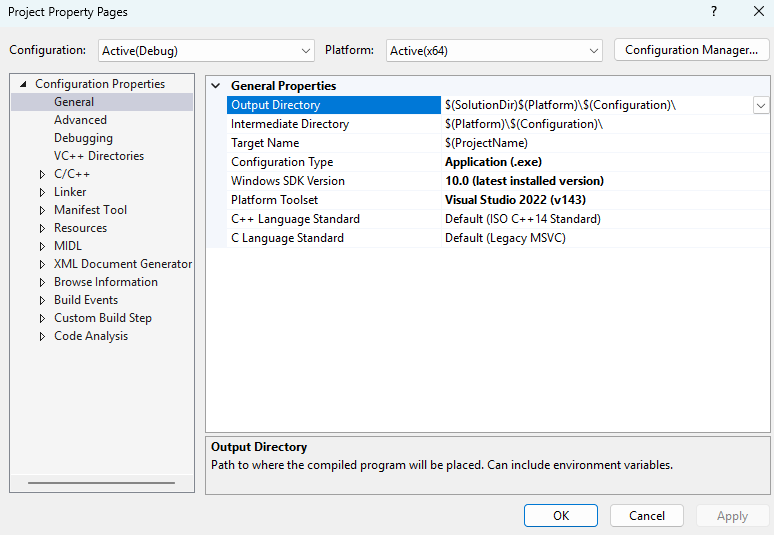 Project Property Pages
?
Configuration: Active(Debug) Platform: Active(x64) Configuration Manager...
Configuration Properties
General
Advanced
Debugging
VC++ Directories
C/C++
Linker
Manifest Tool
Resources
MIDL
XML Document Generator
Browse Information
Build Events
Custom Build Step
Code Analysis
General Properties
Output Directory $(SolutionDir)$(Platform)\$(Configuration)\
Intermediate Directory $(Platform)\$(Configuration)\
Target Name $(ProjectName)
Configuration Type Application (.exe)
Windows SDK Version 10.0 (latest installed version)
Platform Toolset Visual Studio 2022 (v143)
C++ Language Standard Default (ISO C++14 Standard)
C Language Standard Default (Legacy MSVC)
Output Directory
Path to where the compiled program will be placed. Can include environment variables.
OK Cancel Apply